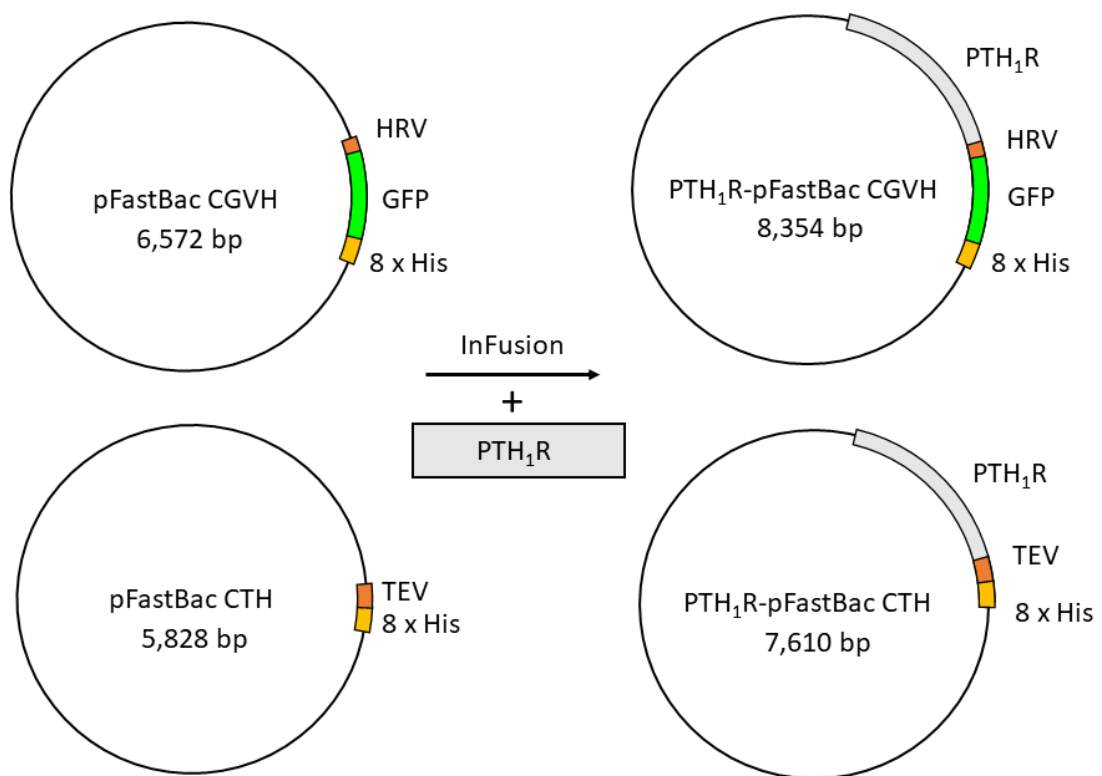 HRV
pFastBac CGVH
GFP
6,572 bp
8 x His
PTH₁R
HRV
PTH₁R-pFastBac CGVH
GFP
8,354 bp
8 x His
InFusion
+
PTH₁R
TEV
pFastBac CTH
8 x His
5,828 bp
PTH₁R
TEV
PTH₁R-pFastBac CTH
8 x His
7,610 bp